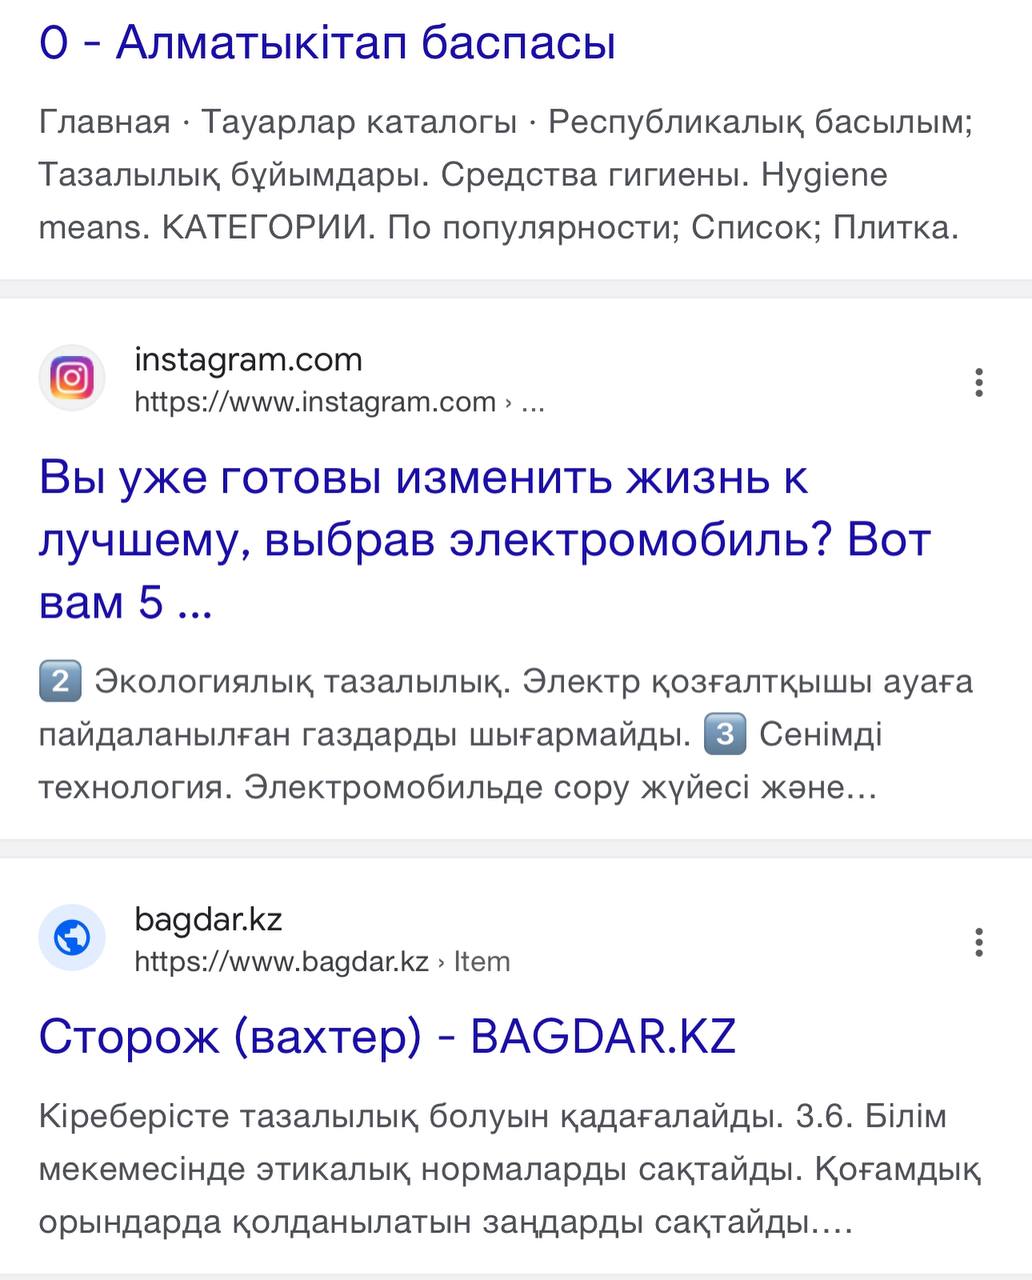 0 - Алматыкітап баспасы
Главная · Тауарлар каталогы · Республикалық басылым;
Тазалылық бұйымдары. Средства гигиены. Hygiene
means. КАТЕГОРИИ. По популярности; Список; Плитка.
instagram.com
https://www.instagram.com › ...
Вы уже готовы изменить жизнь к
лучшему, выбрав электромобиль? Вот
вам 5 ...
2 Экологиялық тазалылық. Электр қозғалтқышы ауаға
пайдаланылған газдарды шығармайды. 3 Сенімді
технология. Электромобильде сору жүйесі және...
bagdar.kz
https://www.bagdar.kz › Item
Сторож (вахтер) - BAGDAR.KZ
Кіреберісте тазалылық болуын қадағалайды. 3.6. Білім
мекемесінде этикалық нормаларды сақтайды. Қоғамдық
орындарда қолданылатын заңдарды сақтайды....